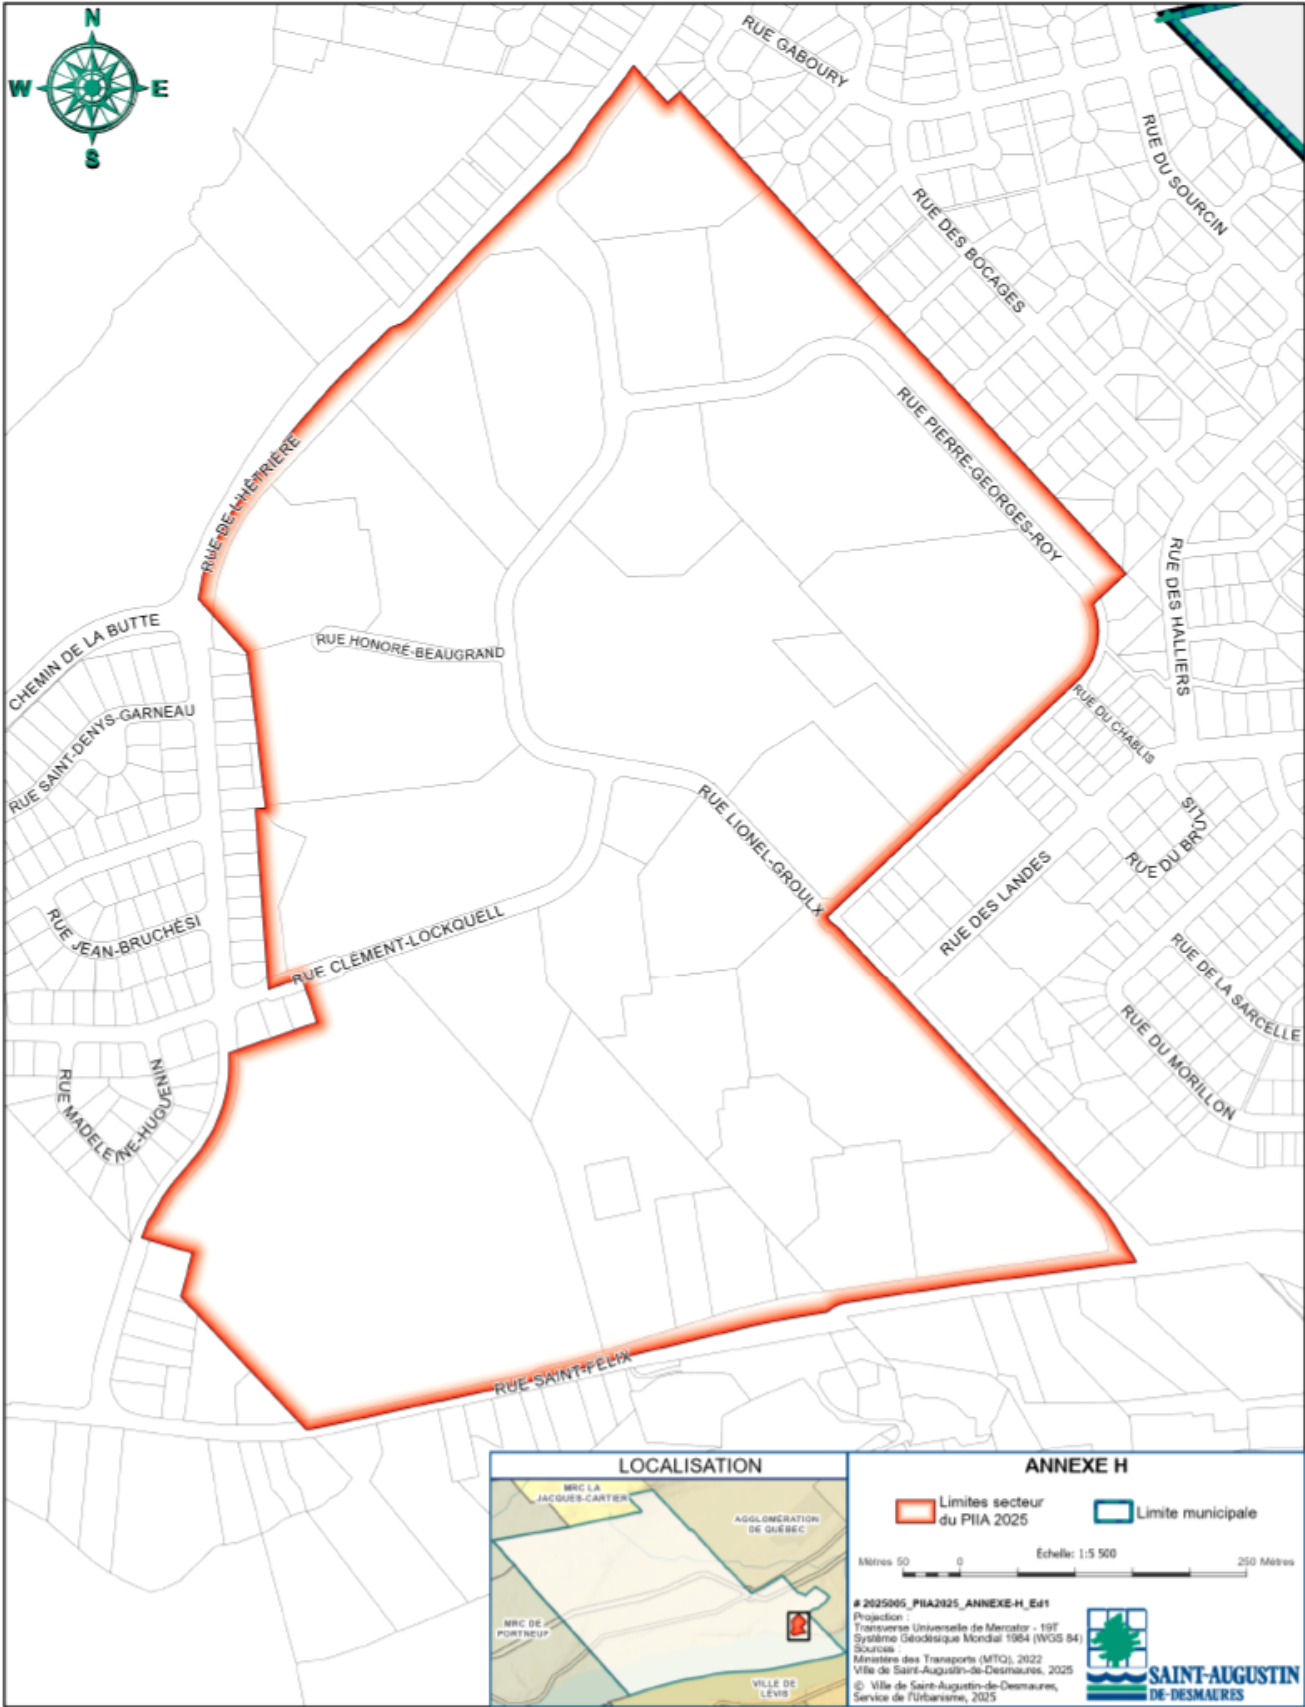 N
W
E
S
RUE GABOURY
RUE DU SOURCIN
RUE DES BOCAGES
RUE PIERRE-GEORGES-ROY
RUE DE L'HÊTRIÈRE
RUE DES HALLIERS
CHEMIN DE LA BUTTE
RUE HONORÉ-BEAUGRAND
RUE SAINT-DENYS-GARNEAU
RUE DU CHABLIS
RUE LIONEL-GROULX
RUE DU BRÛLIS
RUE DES LANDES
RUE JEAN-BRUCHÉSI
RUE CLÉMENT-LOCKQUELL
RUE DE LA SARCELLE
RUE DU MORILLON
RUE MADELEINE-HUGUENIN
RUE SAINT-FÉLIX
LOCALISATION
MRC LA
JACQUES-CARTIER
AGGLOMÉRATION
DE QUÉBEC
MRC DE
PORTNEUF
VILLE DE
LÉVIS
ANNEXE H
Limites secteur
du PIIA 2025
Limite municipale
Échelle: 1:5 500
Mètres 50 0 250 Mètres
# 2025005_PIIA2025_ANNEXE-H_Ed1
Projection :
Transverse Universelle de Mercator - 19T
Système Géodésique Mondial 1984 (WGS 84)
Sources :
Ministère des Transports (MTQ), 2022
Ville de Saint-Augustin-de-Desmaures, 2025
© Ville de Saint-Augustin-de-Desmaures,
Service de l'Urbanisme, 2025
SAINT-AUGUSTIN
DE-DESMAURES